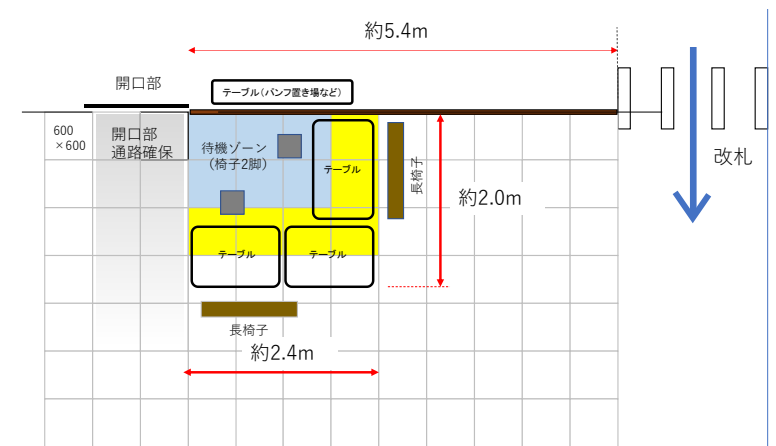 約5.4m
開口部
テーブル（パンフ置き場など）
600
×600
開口部
通路確保
待機ゾーン
（椅子2脚）
テーブル
長椅子
改札
約2.0m
テーブル
テーブル
長椅子
約2.4m